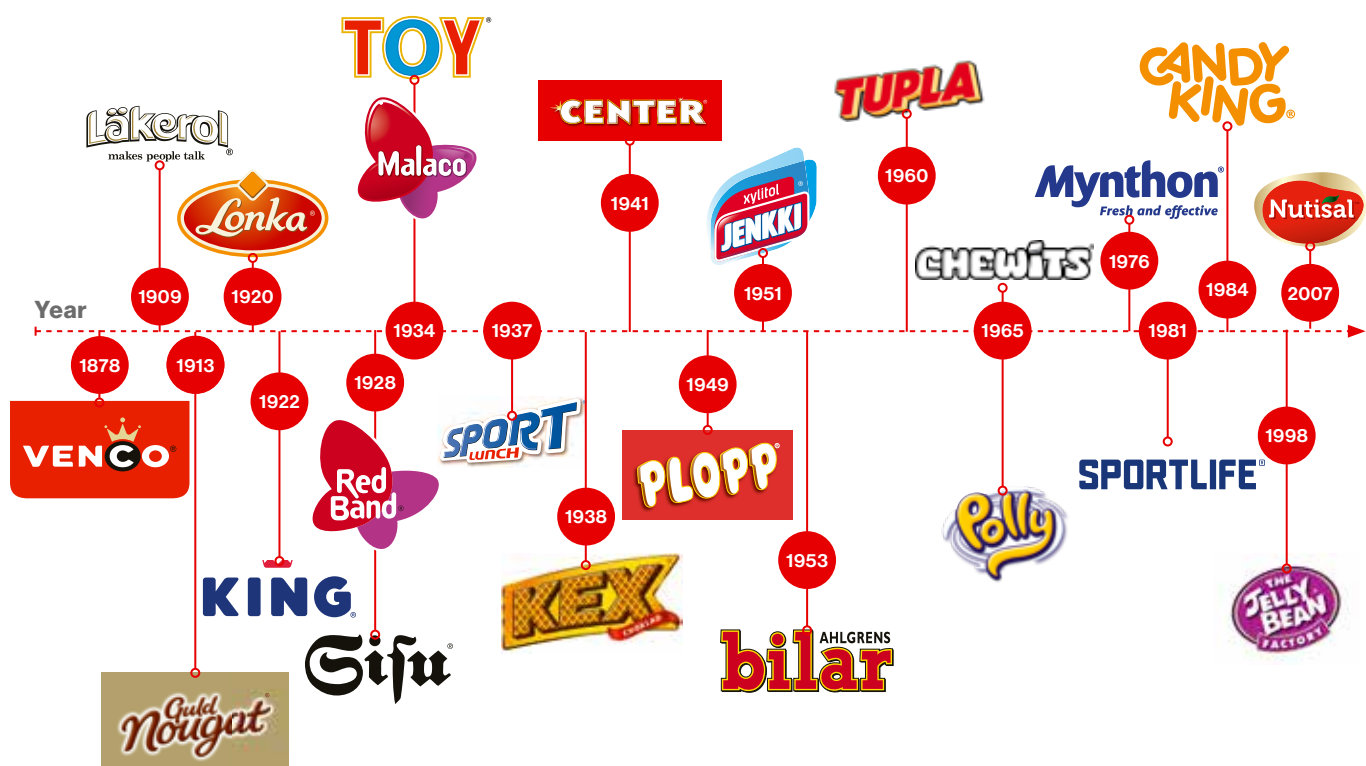 TOY®
Läkerol®
makes people talk
Lonka®
Malaco
CENTER
xylitol
JENKKI®
TUPLA
CANDY
KING®
Mynthon®
Fresh and effective
Nutisal
CHEWITS
1941
1960
1976
1909
1920
1951
1984
2007
Year
1934
1937
1965
1981
1878
1913
1922
1928
1949
1998
VENCO®
Red
Band
SPORT
LUNCH
PLOPP®
SPORTLIFE®
1938
1953
Polly
KING®
KEX
CHOKLAD
THE
JELLY
BEAN
FACTORY
Sisu®
AHLGRENS
bilar
Guld
Nougat